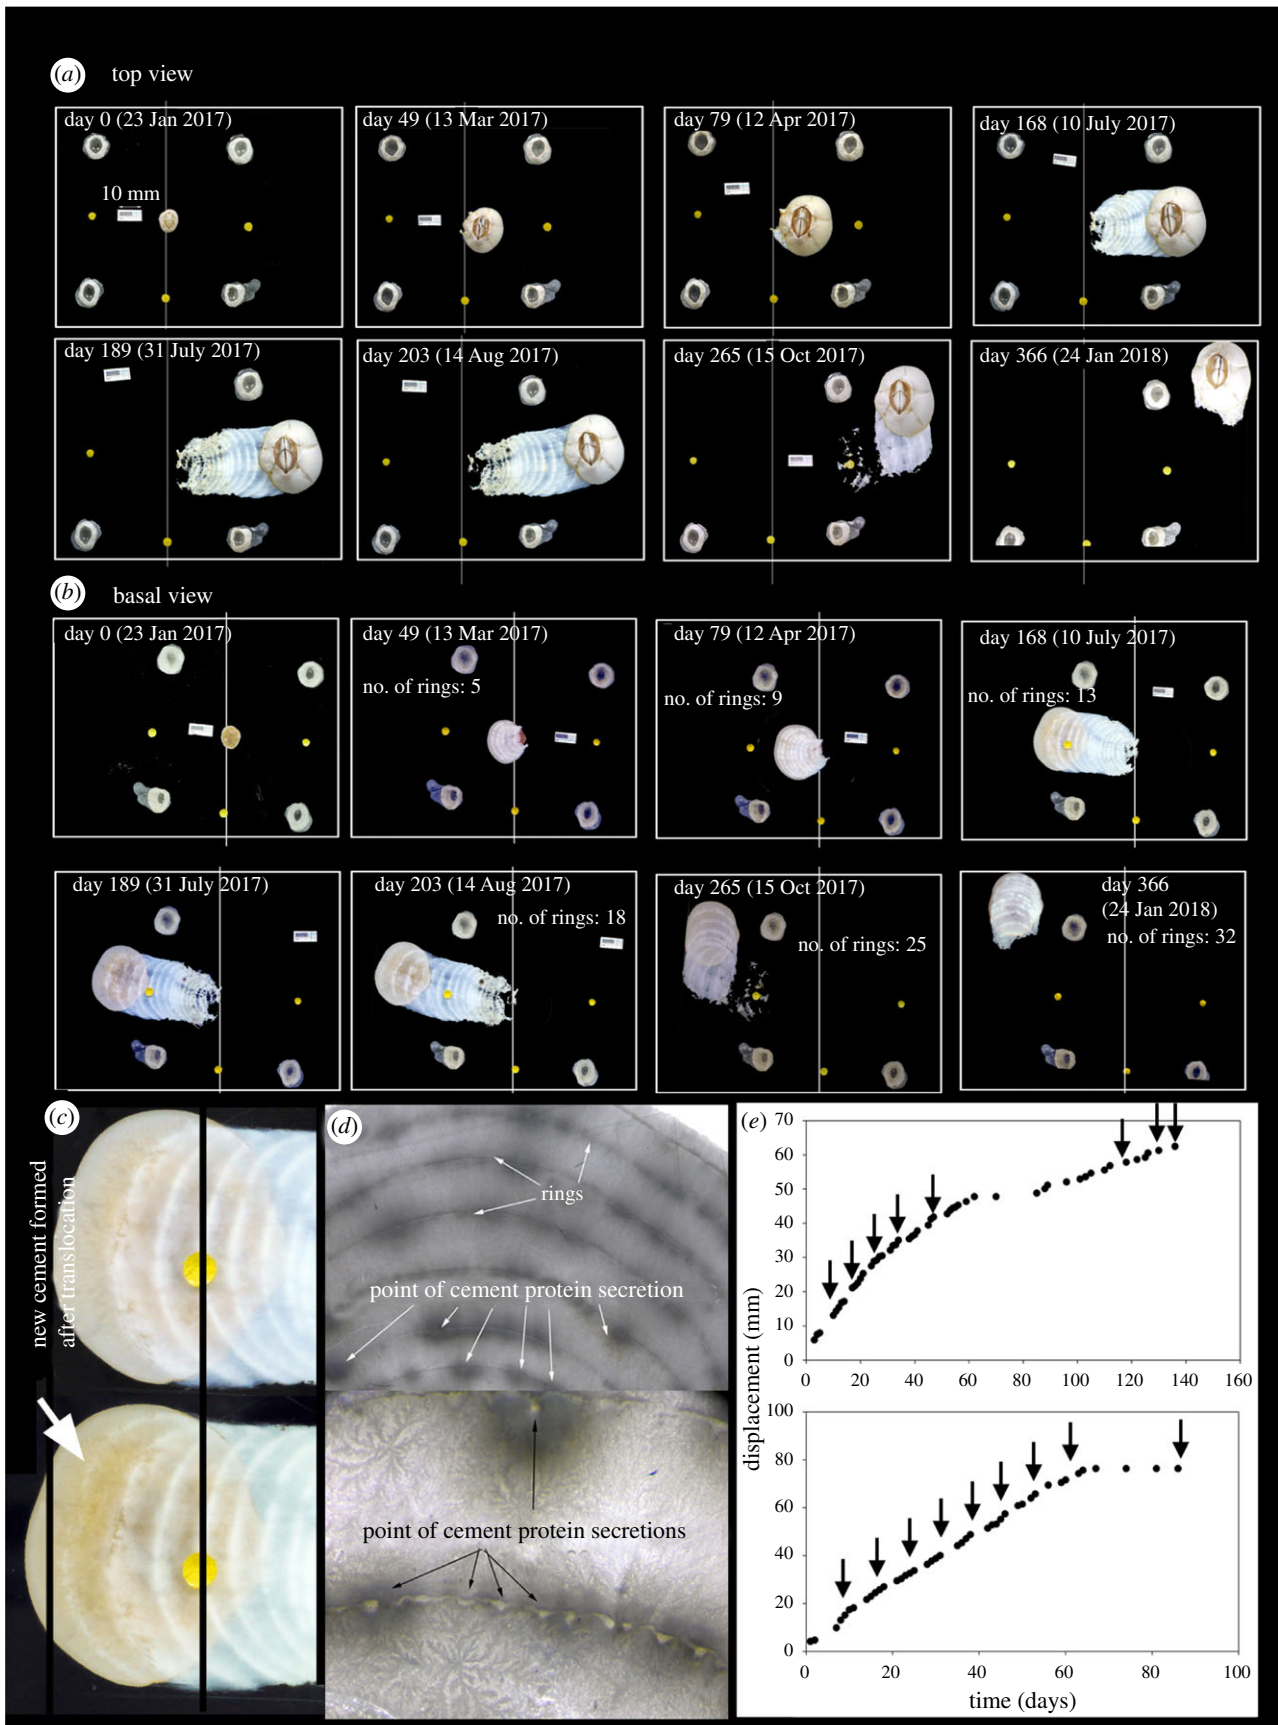 (a) top view
day 0 (23 Jan 2017)
10 mm
day 49 (13 Mar 2017)
day 79 (12 Apr 2017)
day 168 (10 July 2017)
day 189 (31 July 2017)
day 203 (14 Aug 2017)
day 265 (15 Oct 2017)
day 366 (24 Jan 2018)
(b) basal view
day 0 (23 Jan 2017)
day 49 (13 Mar 2017)
no. of rings: 5
day 79 (12 Apr 2017)
no. of rings: 9
day 168 (10 July 2017)
no. of rings: 13
day 189 (31 July 2017)
day 203 (14 Aug 2017)
no. of rings: 18
day 265 (15 Oct 2017)
no. of rings: 25
day 366
(24 Jan 2018)
no. of rings: 32
(c)
new cement formed
after translocation
(d)
rings
point of cement protein secretion
point of cement protein secretions
(e)
70
60
50
40
30
20
10
0
0 20 40 60 80 100 120 140 160
displacement (mm)
100
80
60
40
20
0
0 20 40 60 80 100
time (days)